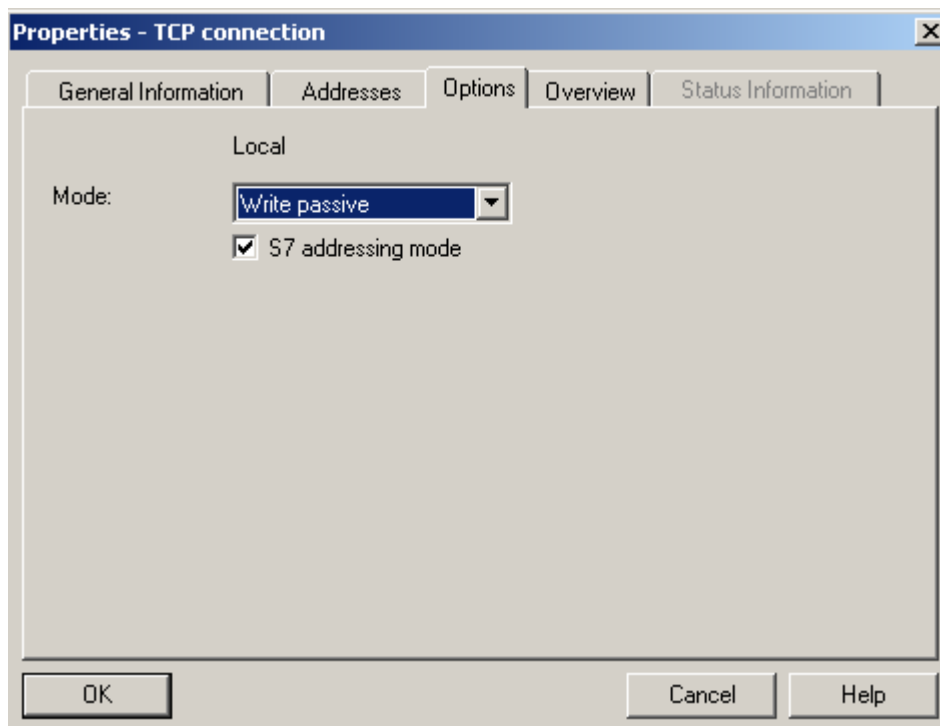 Properties - TCP connection
General Information Addresses Options Overview Status Information
Local
Mode: Write passive
S7 addressing mode
OK Cancel Help